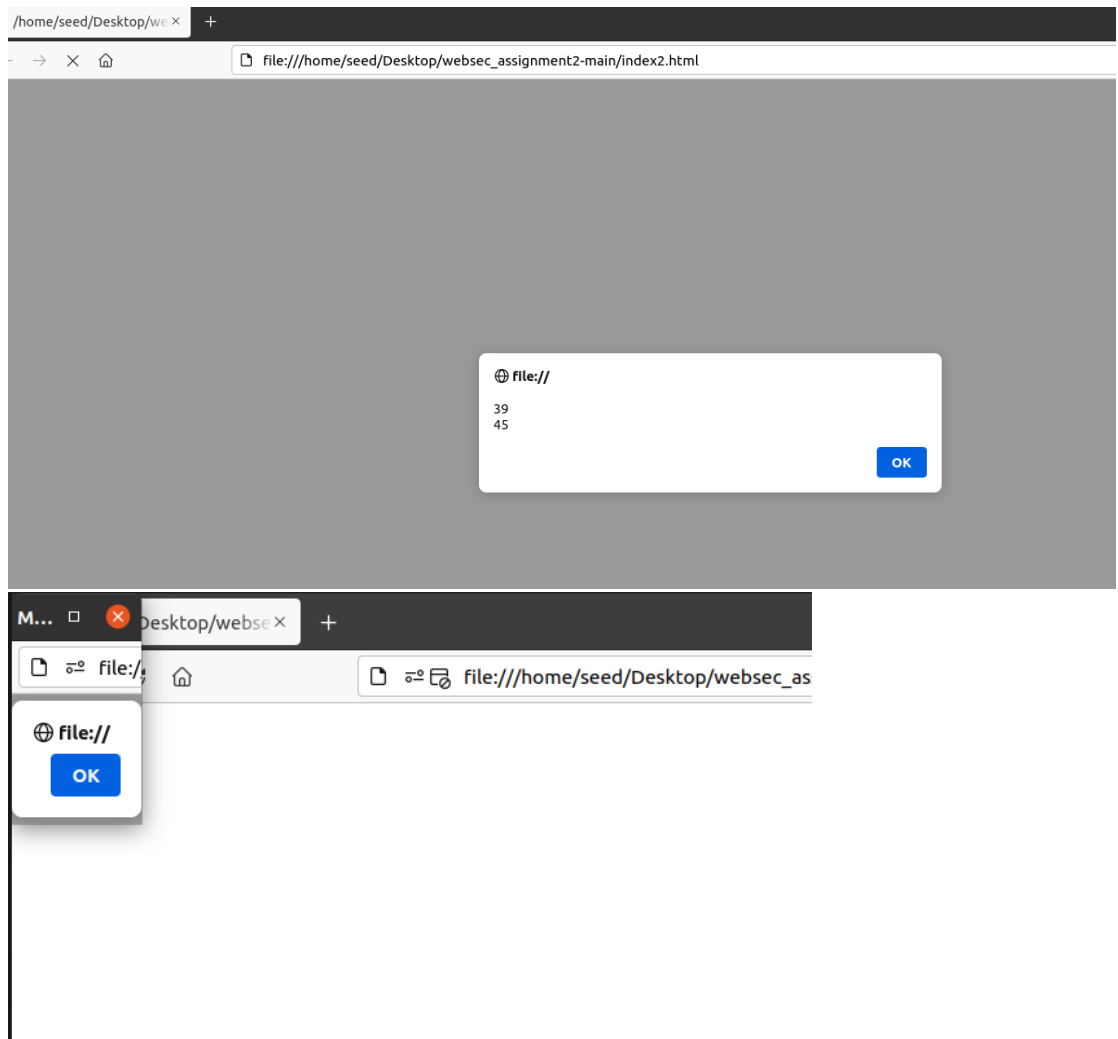 /home/seed/Desktop/we
file:///home/seed/Desktop/websec_assignment2-main/index2.html
file://
39
45
OK
M... Desktop/webse
file:/ file:///home/seed/Desktop/websec_as
file://
OK